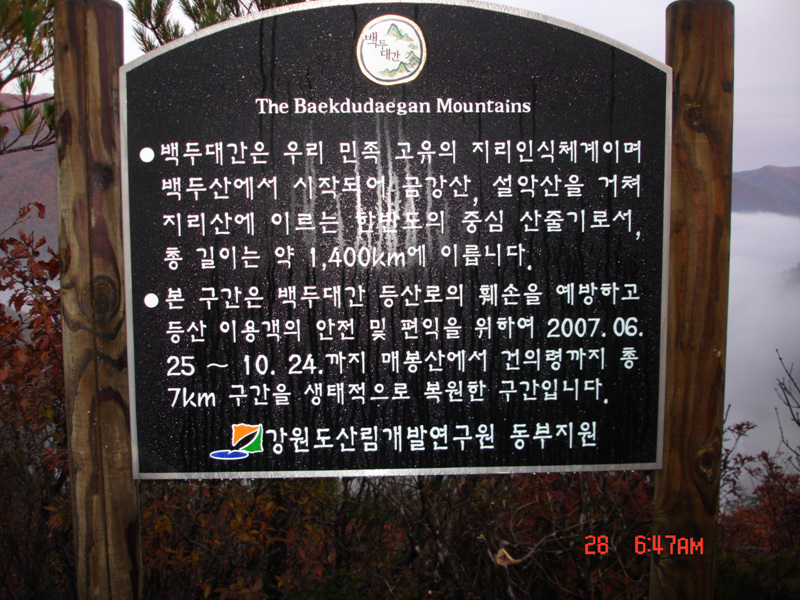 백두
대간
The Baekdudaegan Mountains
● 백두대간은 우리 민족 고유의 지리인식체계이며
백두산에서 시작되어 금강산, 설악산을 거쳐
지리산에 이르는 한반도의 중심 산줄기로서,
총 길이는 약 1,400km에 이릅니다.
● 본 구간은 백두대간 등산로의 훼손을 예방하고
등산 이용객의 안전 및 편익을 위하여 2007. 06.
25 ~ 10. 24.까지 매봉산에서 건의령까지 총
7km 구간을 생태적으로 복원한 구간입니다.
강원도산림개발연구원 동부지원
28 6:47AM